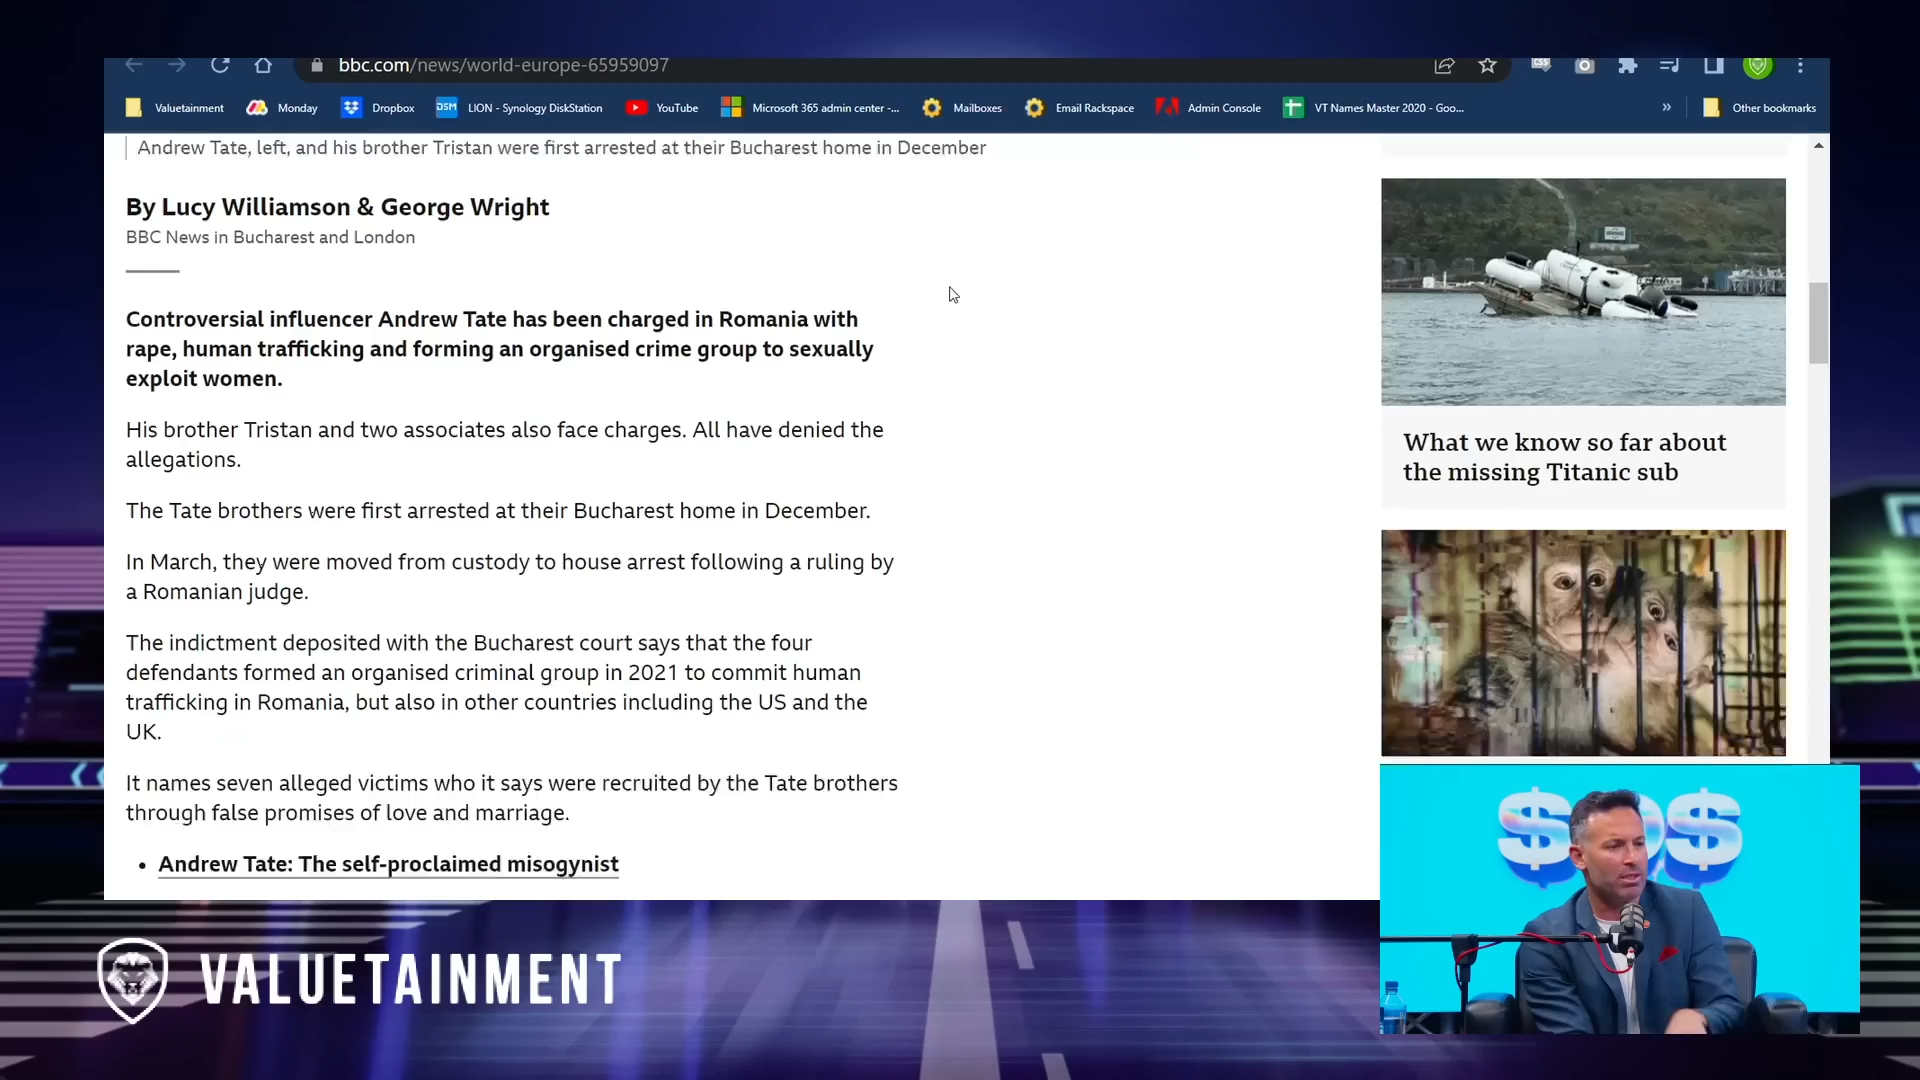 bbc.com/news/world-europe-65959097
Valuetainment
Monday
Dropbox
DSM
LION - Synology DiskStation
YouTube
Microsoft 365 admin center -...
Mailboxes
Email Rackspace
Admin Console
VT Names Master 2020 - Goo...
»
Other bookmarks
Andrew Tate, left, and his brother Tristan were first arrested at their Bucharest home in December
By Lucy Williamson & George Wright
BBC News in Bucharest and London
Controversial influencer Andrew Tate has been charged in Romania with
rape, human trafficking and forming an organised crime group to sexually
exploit women.
His brother Tristan and two associates also face charges. All have denied the
allegations.
The Tate brothers were first arrested at their Bucharest home in December.
In March, they were moved from custody to house arrest following a ruling by
a Romanian judge.
The indictment deposited with the Bucharest court says that the four
defendants formed an organised criminal group in 2021 to commit human
trafficking in Romania, but also in other countries including the US and the
UK.
It names seven alleged victims who it says were recruited by the Tate brothers
through false promises of love and marriage.
• Andrew Tate: The self-proclaimed misogynist
What we know so far about
the missing Titanic sub
VALUETAINMENT